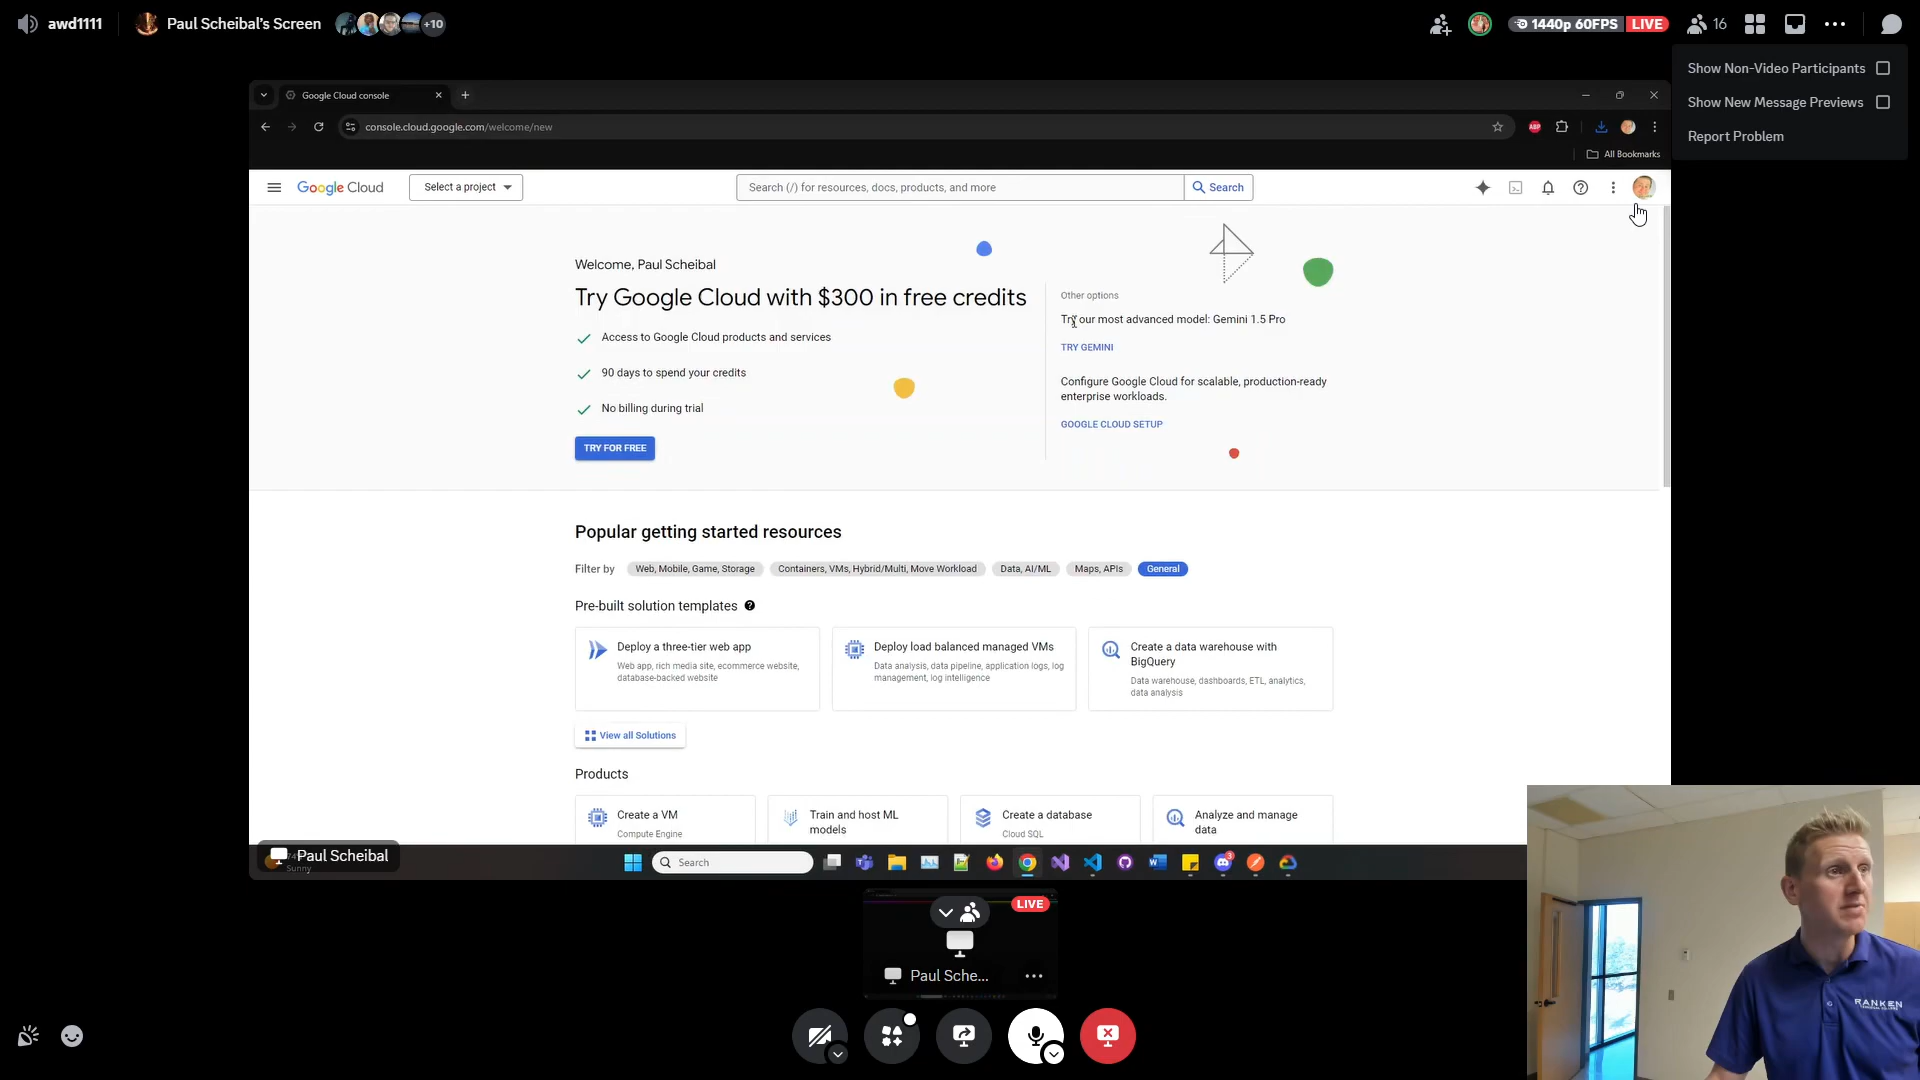 awd1111
Paul Scheibal's Screen
+10
1440p 60FPS LIVE
16
Show Non-Video Participants
Show New Message Previews
Report Problem
Google Cloud console
console.cloud.google.com/welcome/new
ABP
All Bookmarks
Google Cloud
Select a project
Search (/) for resources, docs, products, and more
Search
Welcome, Paul Scheibal
Try Google Cloud with $300 in free credits
Access to Google Cloud products and services
90 days to spend your credits
No billing during trial
TRY FOR FREE
Other options
Try our most advanced model: Gemini 1.5 Pro
TRY GEMINI
Configure Google Cloud for scalable, production-ready
enterprise workloads.
GOOGLE CLOUD SETUP
Popular getting started resources
Filter by
Web, Mobile, Game, Storage
Containers, VMs, Hybrid/Multi, Move Workload
Data, AI/ML
Maps, APIs
General
Pre-built solution templates
Deploy a three-tier web app
Web app, rich media site, ecommerce website,
database-backed website
Deploy load balanced managed VMs
Data analysis, data pipeline, application logs, log
management, log intelligence
Create a data warehouse with
BigQuery
Data warehouse, dashboards, ETL, analytics,
data analysis
View all Solutions
Products
Create a VM
Compute Engine
Train and host ML
models
Create a database
Cloud SQL
Analyze and manage
data
Paul Scheibal
Sunny
Search
3
LIVE
Paul Sche...
RANKEN